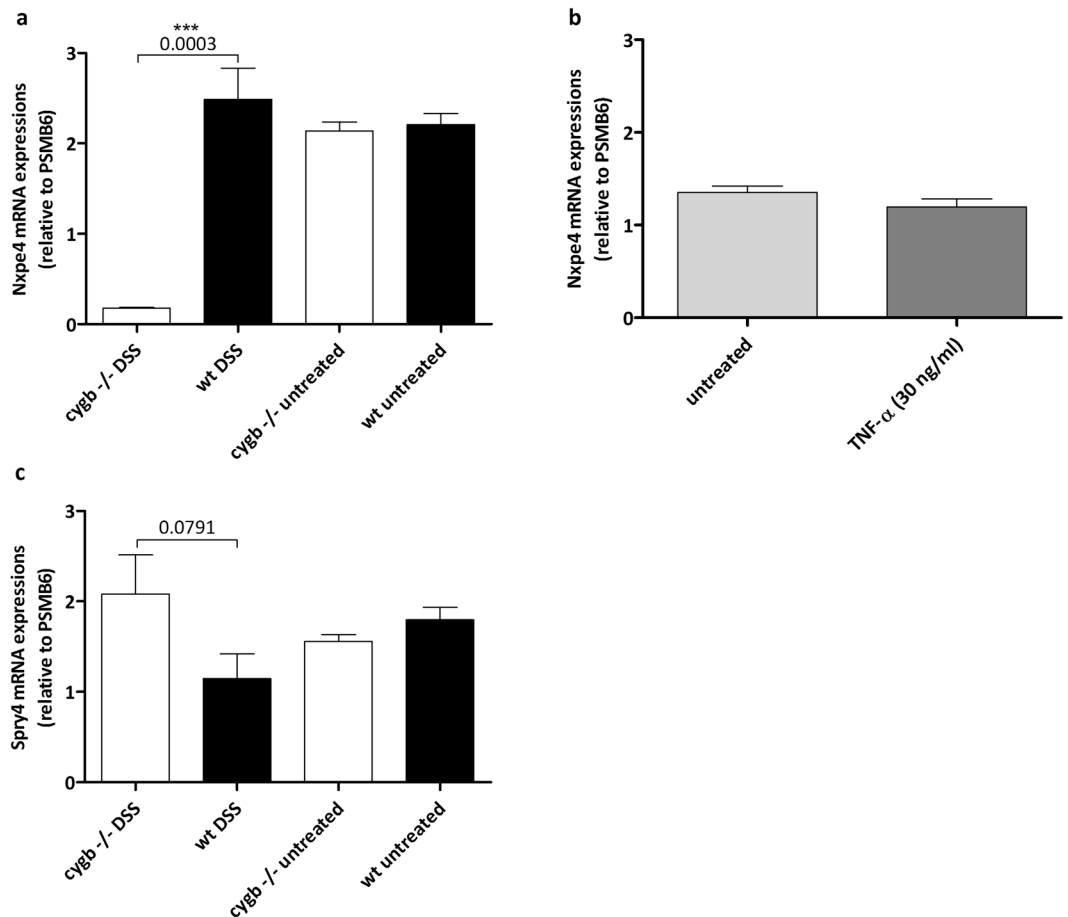 a
***
0.0003
Nxpe4 mRNA expressions
(relative to PSMB6)
3
2
1
0
cygb -/- DSS
wt DSS
cygb -/- untreated
wt untreated
b
Nxpe4 mRNA expressions
(relative to PSMB6)
3
2
1
0
untreated
TNF-α (30 ng/ml)
c
0.0791
Spry4 mRNA expressions
(relative to PSMB6)
3
2
1
0
cygb -/- DSS
wt DSS
cygb -/- untreated
wt untreated